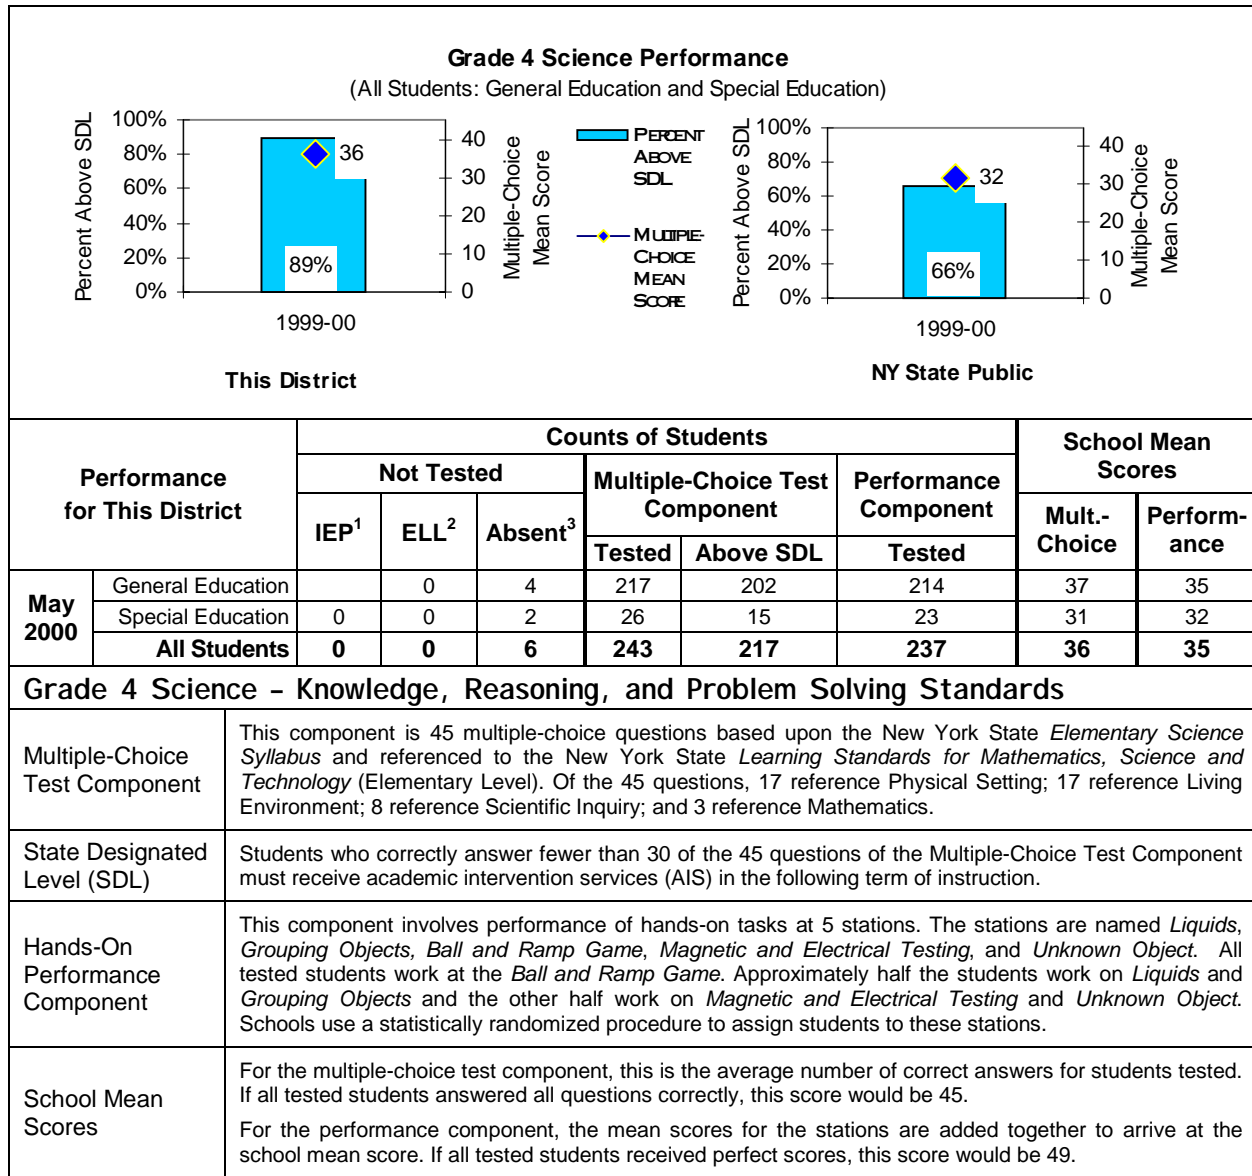 Grade 4 Science Performance
(All Students: General Education and Special Education)
Percent Above SDL
100%
80%
60%
40%
20%
0%
36
89%
40
30
20
10
0
Multiple-Choice
Mean Score
1999-00
This District
PERCENT
ABOVE
SDL
MULTIPLE-
CHOICE
MEAN
SCORE
Percent Above SDL
100%
80%
60%
40%
20%
0%
32
66%
40
30
20
10
0
Multiple-Choice
Mean Score
1999-00
NY State Public
Performance
for This District
Counts of Students
School Mean
Scores
Not Tested
Multiple-Choice Test
Component
Performance
Component
IEP¹ ELL² Absent³
Tested Above SDL Tested
Mult.-
Choice
Perform-
ance
May
2000
General Education 0 4 217 202 214 37 35
Special Education 0 0 2 26 15 23 31 32
All Students 0 0 6 243 217 237 36 35
Grade 4 Science – Knowledge, Reasoning, and Problem Solving Standards
Multiple-Choice
Test Component
This component is 45 multiple-choice questions based upon the New York State Elementary Science
Syllabus and referenced to the New York State Learning Standards for Mathematics, Science and
Technology (Elementary Level). Of the 45 questions, 17 reference Physical Setting; 17 reference Living
Environment; 8 reference Scientific Inquiry; and 3 reference Mathematics.
State Designated
Level (SDL)
Students who correctly answer fewer than 30 of the 45 questions of the Multiple-Choice Test Component
must receive academic intervention services (AIS) in the following term of instruction.
Hands-On
Performance
Component
This component involves performance of hands-on tasks at 5 stations. The stations are named Liquids,
Grouping Objects, Ball and Ramp Game, Magnetic and Electrical Testing, and Unknown Object. All
tested students work at the Ball and Ramp Game. Approximately half the students work on Liquids and
Grouping Objects and the other half work on Magnetic and Electrical Testing and Unknown Object.
Schools use a statistically randomized procedure to assign students to these stations.
School Mean
Scores
For the multiple-choice test component, this is the average number of correct answers for students tested.
If all tested students answered all questions correctly, this score would be 45.
For the performance component, the mean scores for the stations are added together to arrive at the
school mean score. If all tested students received perfect scores, this score would be 49.